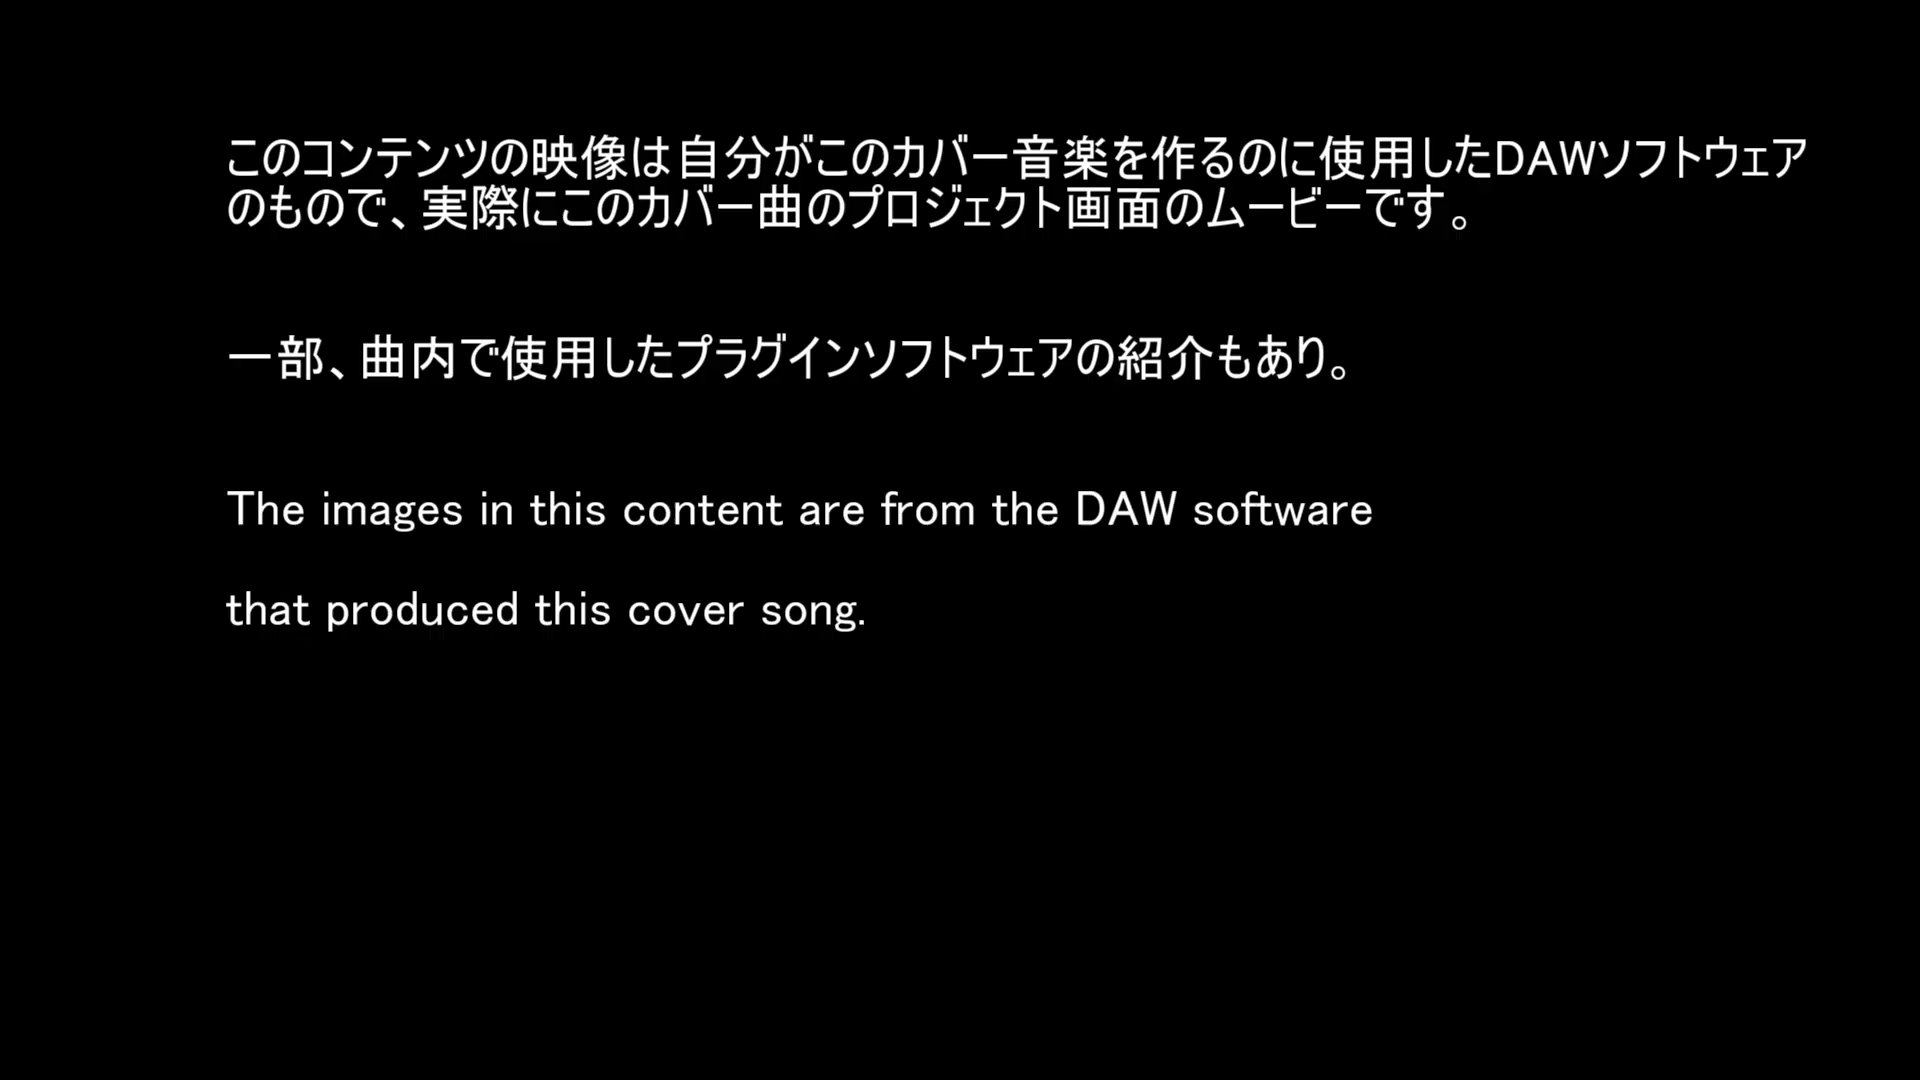 このコンテンツの映像は自分がこのカバー音楽を作るのに使用したDAWソフトウェア
のもので、実際にこのカバー曲のプロジェクト画面のムービーです。
一部、曲内で使用したプラグインソフトウェアの紹介もあり。
The images in this content are from the DAW software
that produced this cover song.